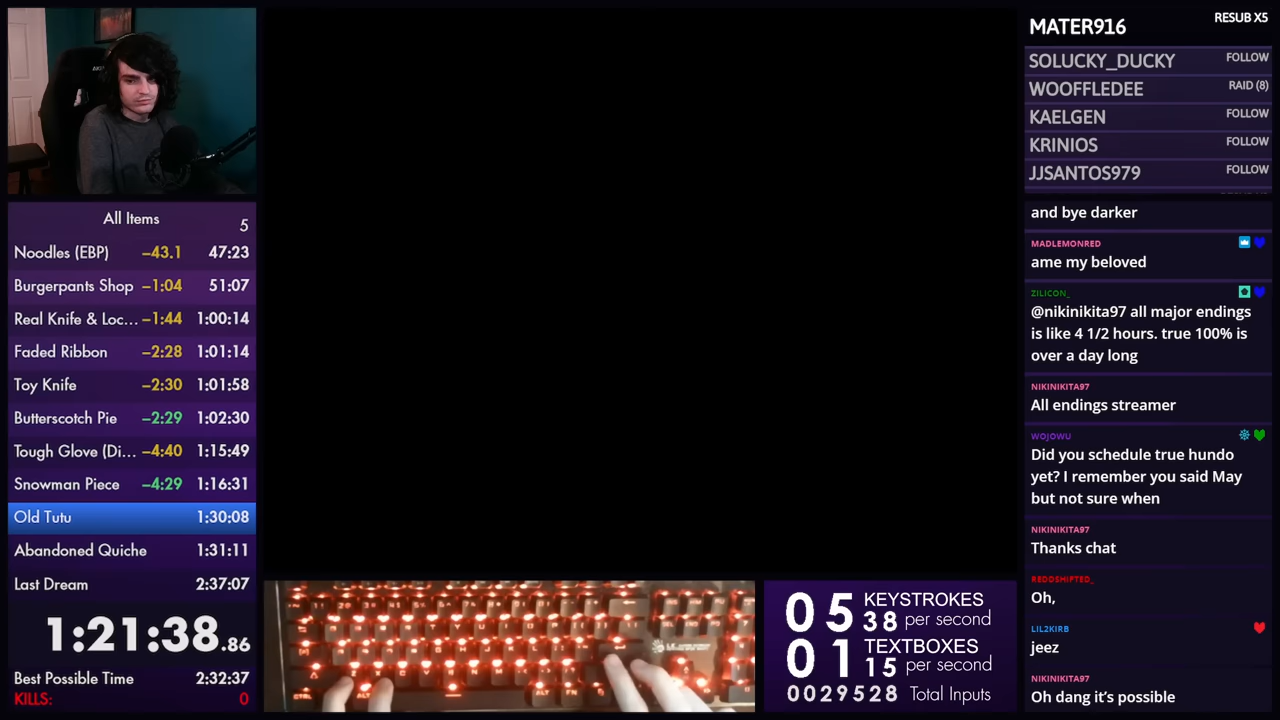 All Items
5
Noodles (EBP) −43.1 47:23
Burgerpants Shop −1:04 51:07
Real Knife & Loc... −1:44 1:00:14
Faded Ribbon −2:28 1:01:14
Toy Knife −2:30 1:01:58
Butterscotch Pie −2:29 1:02:30
Tough Glove (Di... −4:40 1:15:49
Snowman Piece −4:29 1:16:31
Old Tutu 1:30:08
Abandoned Quiche 1:31:11
Last Dream 2:37:07
1:21:38.86
Best Possible Time 2:32:37
KILLS: 0
05 38 KEYSTROKES per second
01 15 TEXTBOXES per second
0029528 Total Inputs
MATER916 RESUB X5
SOLUCKY_DUCKY FOLLOW
WOOFFLEDEE RAID (8)
KAELGEN FOLLOW
KRINIOS FOLLOW
JJSANTOS979 FOLLOW
and bye darker
MADLEMONRED
ame my beloved
ZILICON_
@nikinikita97 all major endings
is like 4 1/2 hours. true 100% is
over a day long
NIKINIKITA97
All endings streamer
WOJOWU
Did you schedule true hundo
yet? I remember you said May
but not sure when
NIKINIKITA97
Thanks chat
REDDSHIFTED_
Oh,
LIL2KIRB
jeez
NIKINIKITA97
Oh dang it's possible